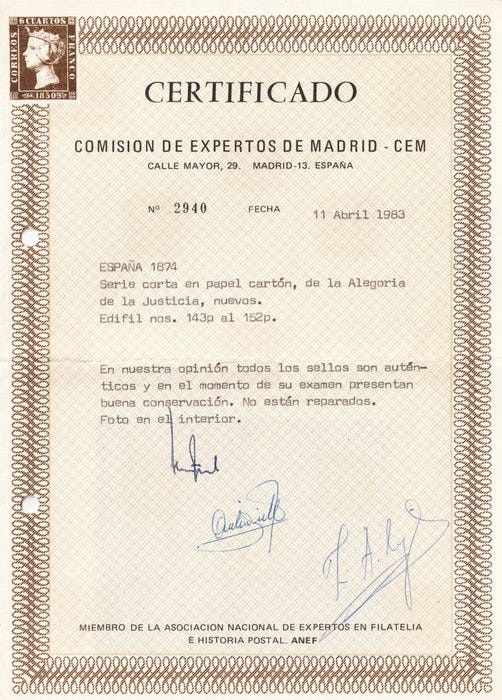 6 CUARTOS
CORREOS
FRANCO
1850
CERTIFICADO
COMISION DE EXPERTOS DE MADRID - CEM
CALLE MAYOR, 29. MADRID-13. ESPAÑA
Nº 2940 FECHA 11 Abril 1983
ESPAÑA 1874
Serie corta en papel cartón, de la Alegoria
de la Justicia, nuevos.
Edifil nos. 143p al 152p.
En nuestra opinión todos los sellos son autén-
ticos y en el momento de su examen presentan
buena conservación. No están reparados.
Foto en el interior.
MIEMBRO DE LA ASOCIACION NACIONAL DE EXPERTOS EN FILATELIA
E HISTORIA POSTAL. ANEF